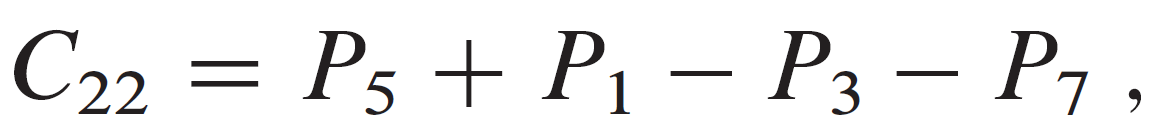 C₂₂ = P₅ + P₁ − P₃ − P₇ ,